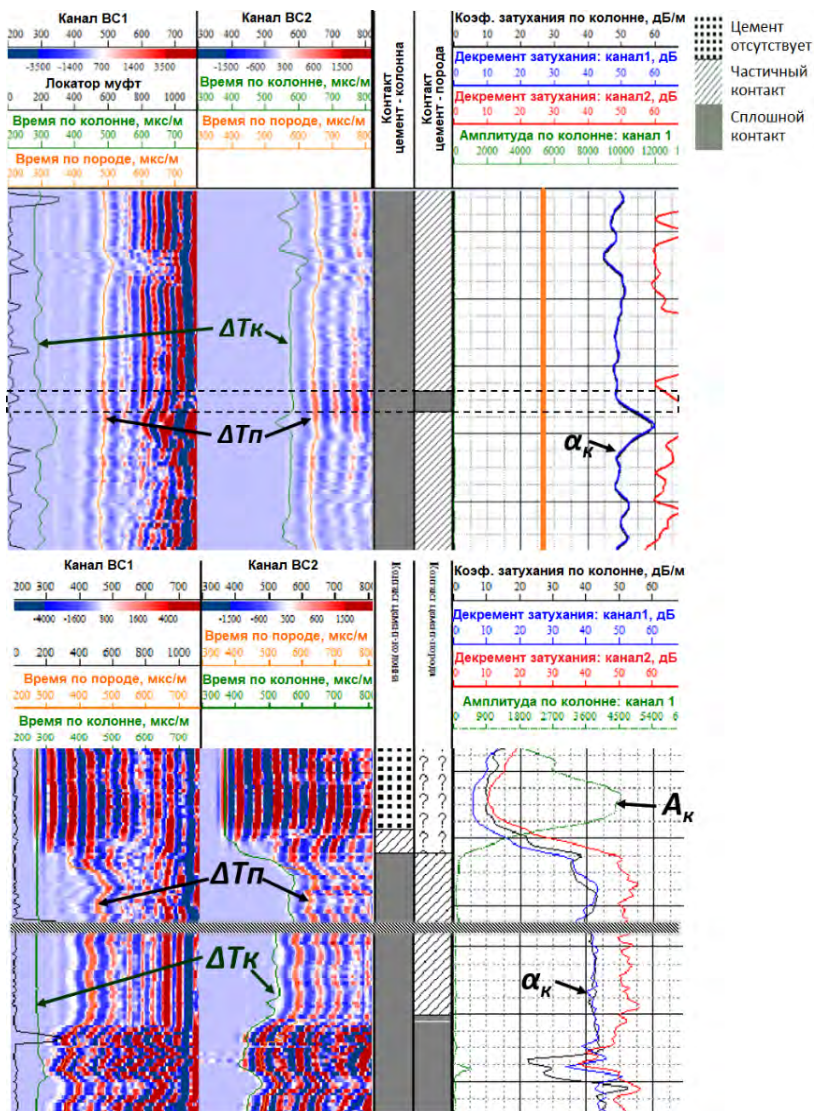 Канал ВС1
200 300 400 500 600 700
-3500 -1400 700 1400 3500
Локатор муфт
0 200 400 600 800 1000
Время по колонне, мкс/м
200 300 400 500 600 700
Время по породе, мкс/м
200 300 400 500 600 700
Канал ВС2
300 400 500 600 700 800
-1500 -600 300 600 1500
Время по колонне, мкс/м
300 400 500 600 700 800
Время по породе, мкс/м
300 400 500 600 700 800
Контакт
цемент - колонна
Контакт
цемент - порода
Коэф. затухания по колонне, дБ/м
0 10 20 30 40 50 60
Декремент затухания: канал1, дБ
0 10 20 30 40 50 60
Декремент затухания: канал2, дБ
0 10 20 30 40 50 60
Амплитуда по колонне: канал 1
0 2000 4000 6000 8000 10000 12000
Цемент
отсутствует
Частичный
контакт
Сплошной
контакт
ΔТк
ΔТп
αк
Канал ВС1
200 300 400 500 600 700
-4000 -1600 300 1600 4000
0 200 400 600 800 1000
Время по породе, мкс/м
200 300 400 500 600 700
Время по колонне, мкс/м
200 300 400 500 600 700
Канал ВС2
300 400 500 600 700 800
-1500 -600 300 600 1500
Время по породе, мкс/м
300 400 500 600 700 800
Время по колонне, мкс/м
300 400 500 600 700 800
Контакт цемент-колонна
Контакт цемент-порода
Коэф. затухания по колонне, дБ/м
0 10 20 30 40 50 60
Декремент затухания: канал1, дБ
0 10 20 30 40 50 60
Декремент затухания: канал2, дБ
0 10 20 30 40 50 60
Амплитуда по колонне: канал 1
0 900 1800 2700 3600 4500 5400
? ?
? ?
? ?
? ?
? ?
? ?
Ак
ΔТп
ΔТк
αк